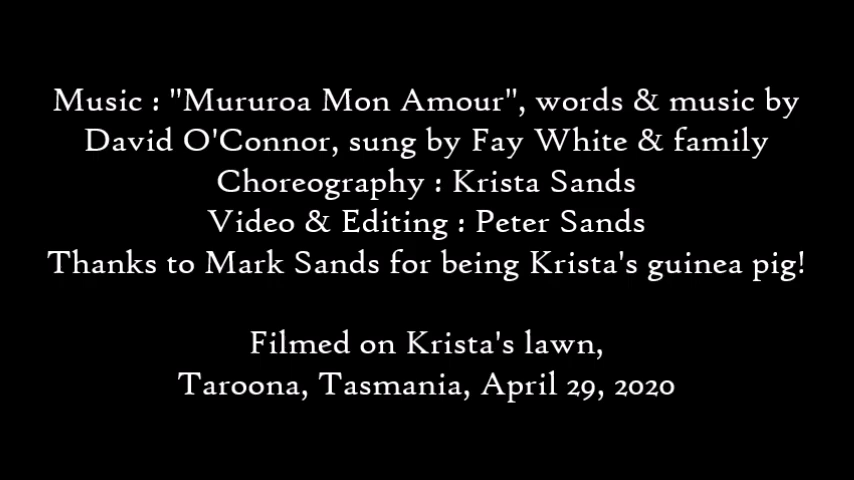 Music : "Mururoa Mon Amour", words & music by
David O'Connor, sung by Fay White & family
Choreography : Krista Sands
Video & Editing : Peter Sands
Thanks to Mark Sands for being Krista's guinea pig!
Filmed on Krista's lawn,
Taroona, Tasmania, April 29, 2020